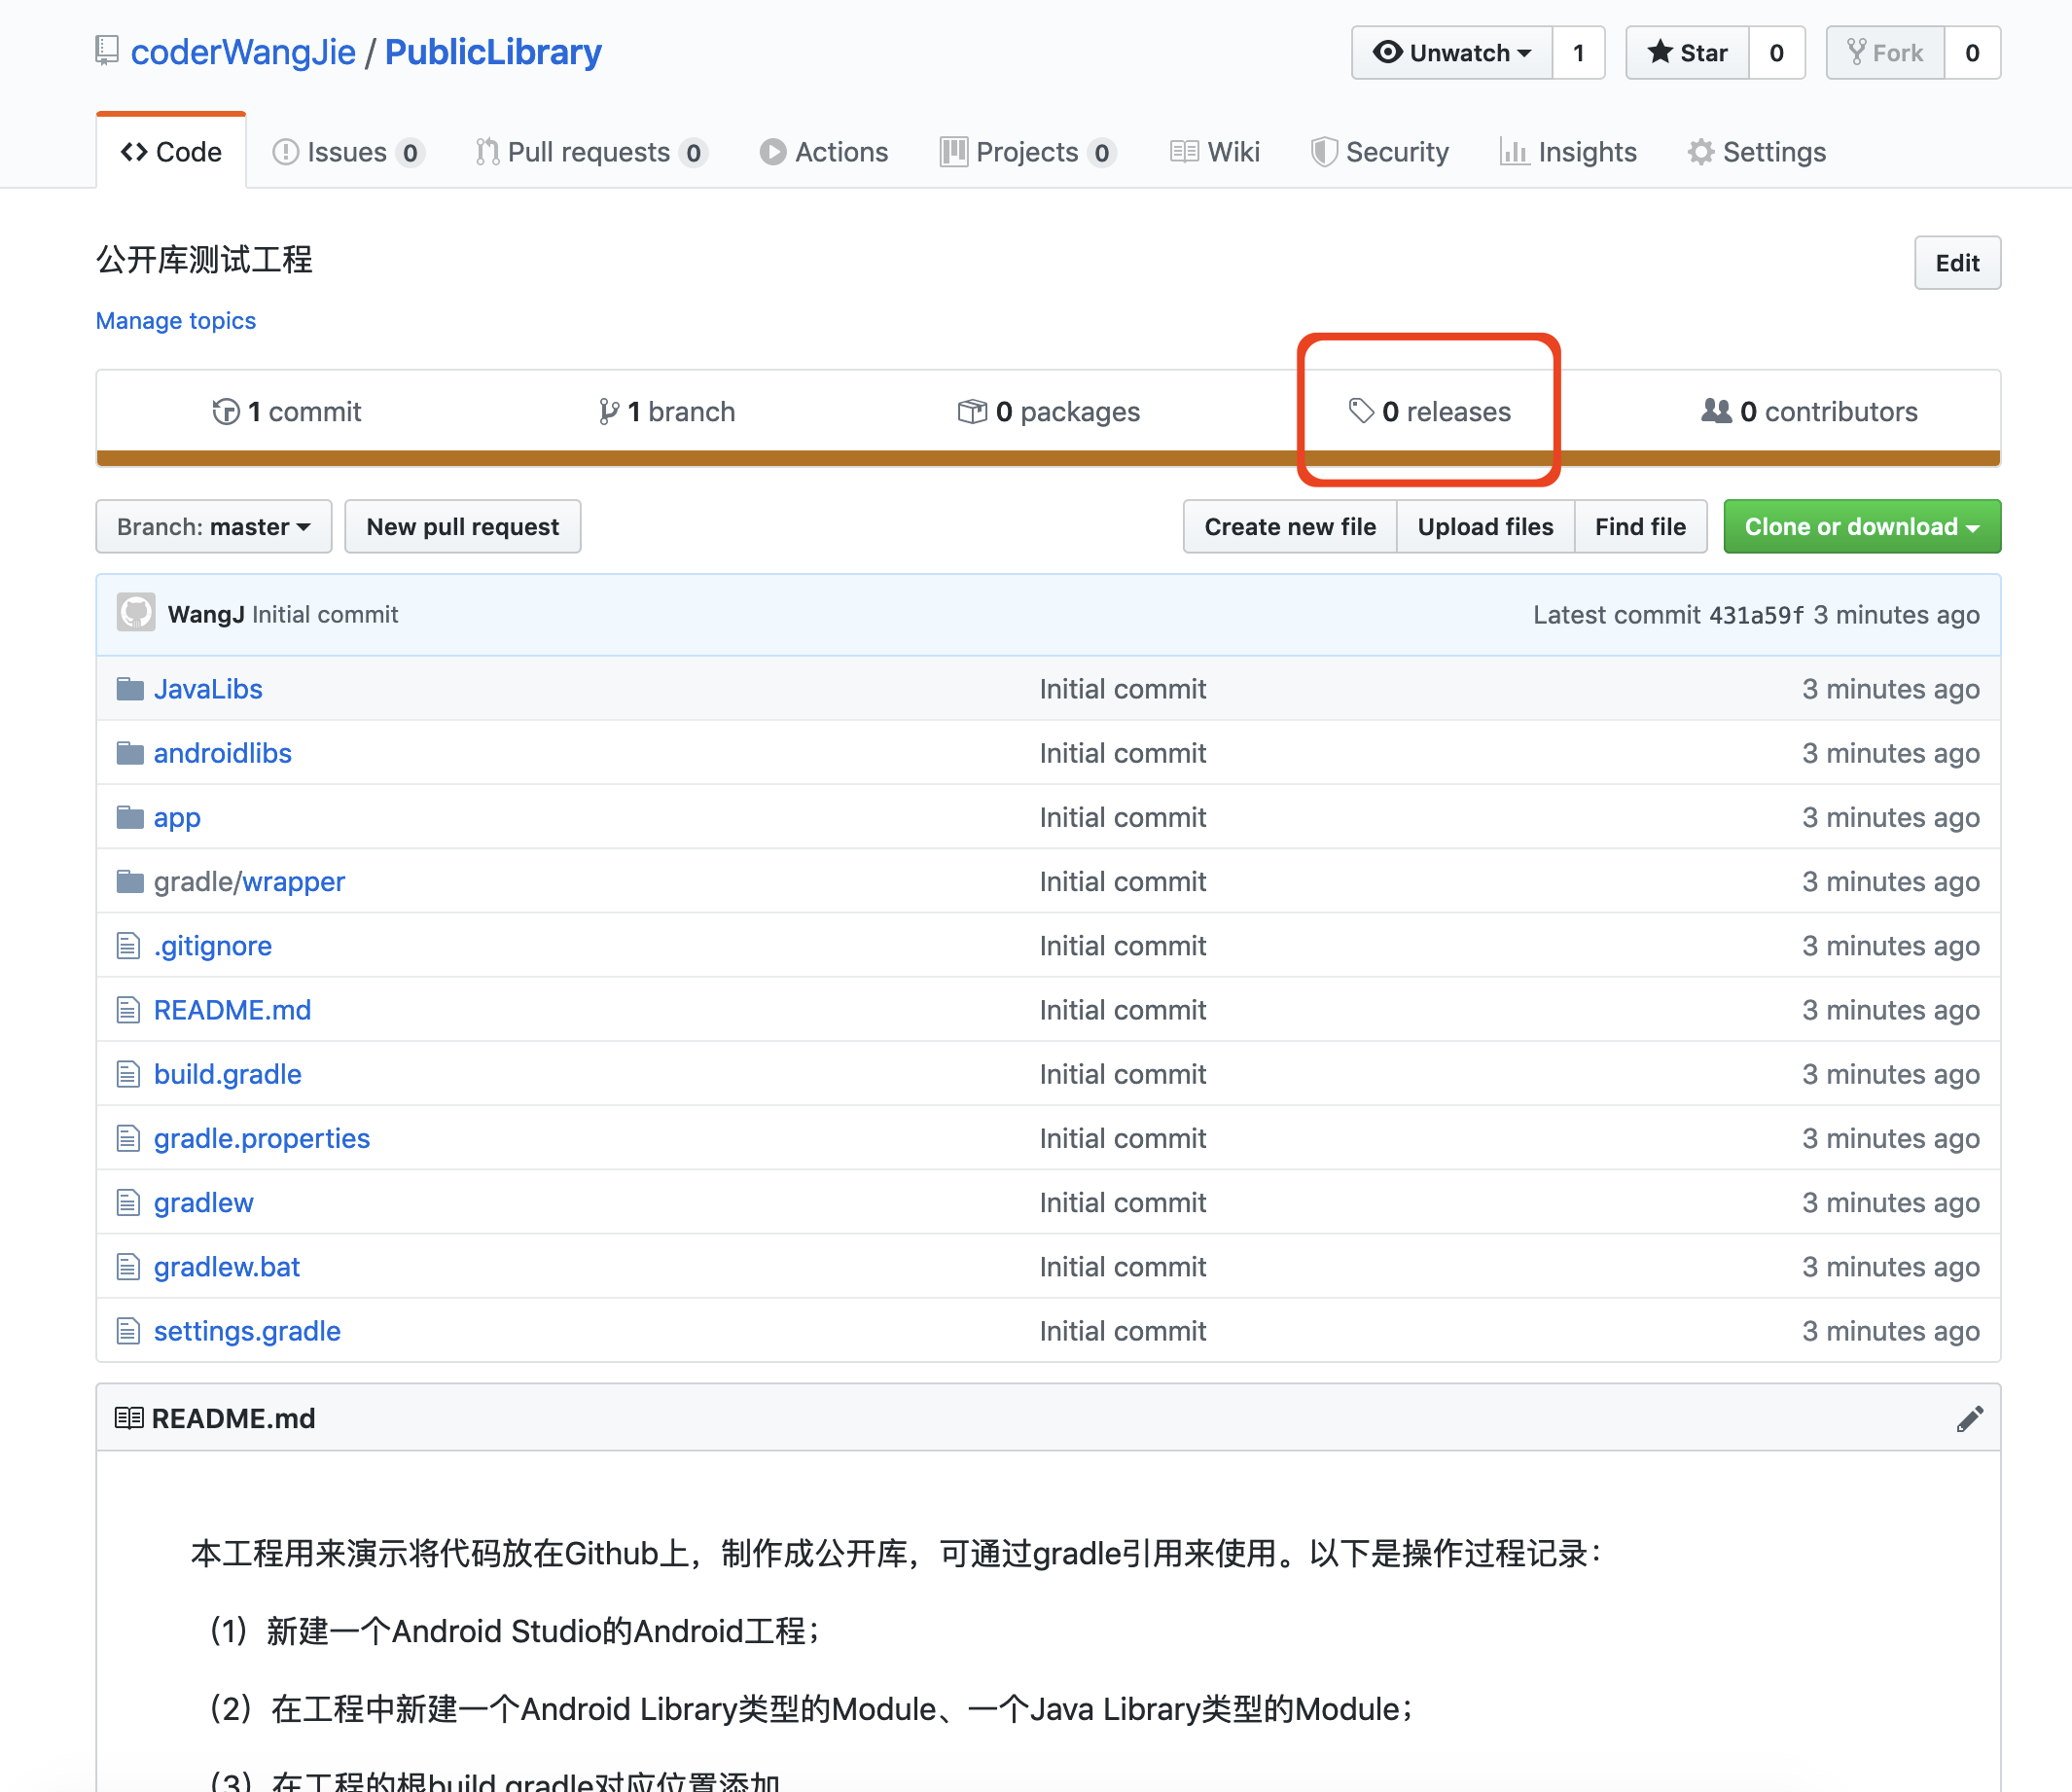 coderWangJie / PublicLibrary
Unwatch 1 Star 0 Fork 0
Code Issues 0 Pull requests 0 Actions Projects 0 Wiki Security Insights Settings
公开库测试工程 Edit
Manage topics
1 commit 1 branch 0 packages 0 releases 0 contributors
Branch: master New pull request Create new file Upload files Find file Clone or download
WangJ Initial commit Latest commit 431a59f 3 minutes ago
JavaLibs Initial commit 3 minutes ago
androidlibs Initial commit 3 minutes ago
app Initial commit 3 minutes ago
gradle/wrapper Initial commit 3 minutes ago
.gitignore Initial commit 3 minutes ago
README.md Initial commit 3 minutes ago
build.gradle Initial commit 3 minutes ago
gradle.properties Initial commit 3 minutes ago
gradlew Initial commit 3 minutes ago
gradlew.bat Initial commit 3 minutes ago
settings.gradle Initial commit 3 minutes ago
README.md
本工程用来演示将代码放在Github上，制作成公开库，可通过gradle引用来使用。以下是操作过程记录：
（1）新建一个Android Studio的Android工程；
（2）在工程中新建一个Android Library类型的Module、一个Java Library类型的Module；
（3）在工程的根build.gradle对应位置添加